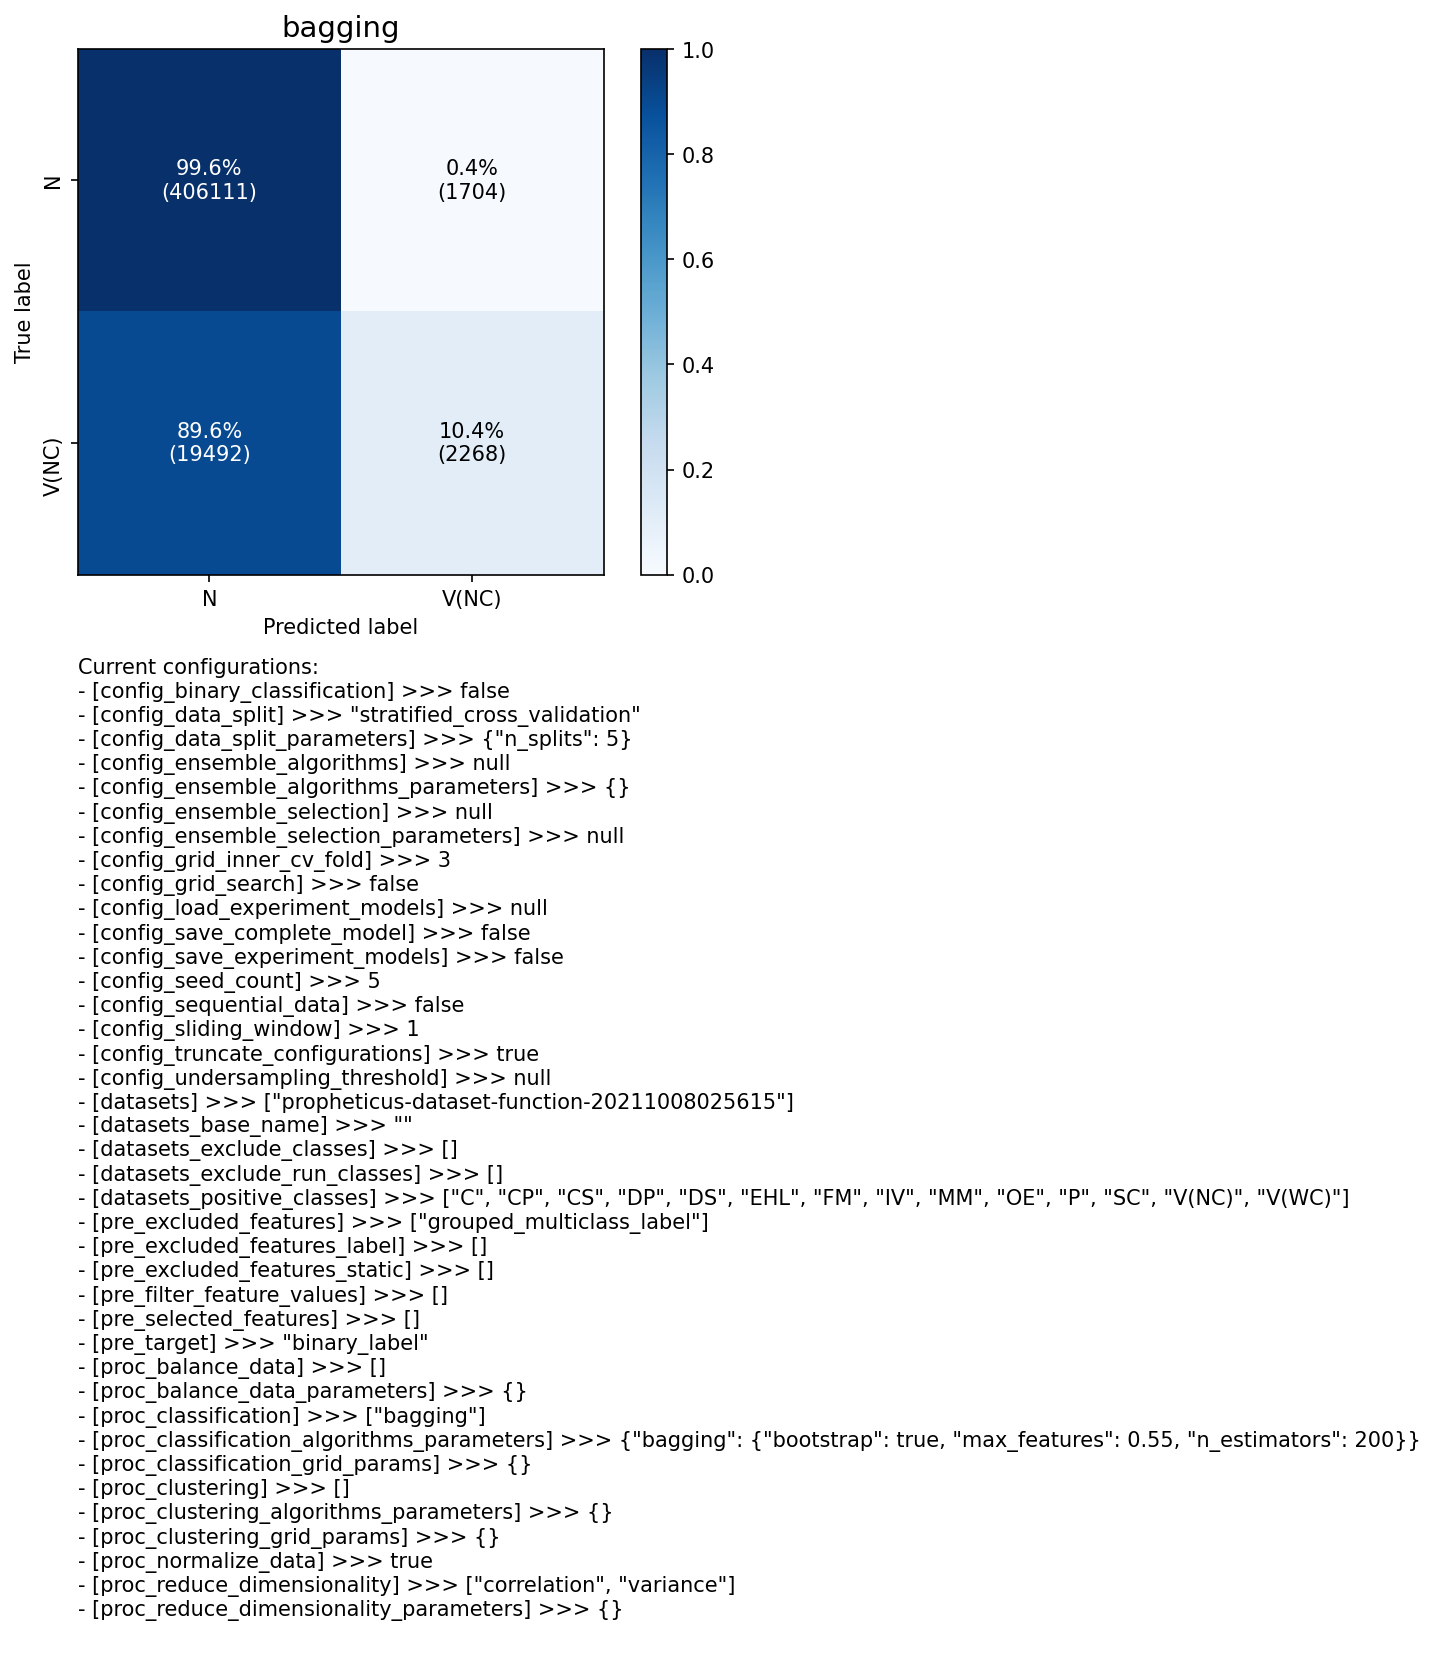 bagging
99.6%
(406111)
0.4%
(1704)
89.6%
(19492)
10.4%
(2268)
True label
N
V(NC)
N
V(NC)
Predicted label
1.0
0.8
0.6
0.4
0.2
0.0
Current configurations:
- [config_binary_classification] >>> false
- [config_data_split] >>> "stratified_cross_validation"
- [config_data_split_parameters] >>> {"n_splits": 5}
- [config_ensemble_algorithms] >>> null
- [config_ensemble_algorithms_parameters] >>> {}
- [config_ensemble_selection] >>> null
- [config_ensemble_selection_parameters] >>> null
- [config_grid_inner_cv_fold] >>> 3
- [config_grid_search] >>> false
- [config_load_experiment_models] >>> null
- [config_save_complete_model] >>> false
- [config_save_experiment_models] >>> false
- [config_seed_count] >>> 5
- [config_sequential_data] >>> false
- [config_sliding_window] >>> 1
- [config_truncate_configurations] >>> true
- [config_undersampling_threshold] >>> null
- [datasets] >>> ["propheticus-dataset-function-20211008025615"]
- [datasets_base_name] >>> ""
- [datasets_exclude_classes] >>> []
- [datasets_exclude_run_classes] >>> []
- [datasets_positive_classes] >>> ["C", "CP", "CS", "DP", "DS", "EHL", "FM", "IV", "MM", "OE", "P", "SC", "V(NC)", "V(WC)"]
- [pre_excluded_features] >>> ["grouped_multiclass_label"]
- [pre_excluded_features_label] >>> []
- [pre_excluded_features_static] >>> []
- [pre_filter_feature_values] >>> []
- [pre_selected_features] >>> []
- [pre_target] >>> "binary_label"
- [proc_balance_data] >>> []
- [proc_balance_data_parameters] >>> {}
- [proc_classification] >>> ["bagging"]
- [proc_classification_algorithms_parameters] >>> {"bagging": {"bootstrap": true, "max_features": 0.55, "n_estimators": 200}}
- [proc_classification_grid_params] >>> {}
- [proc_clustering] >>> []
- [proc_clustering_algorithms_parameters] >>> {}
- [proc_clustering_grid_params] >>> {}
- [proc_normalize_data] >>> true
- [proc_reduce_dimensionality] >>> ["correlation", "variance"]
- [proc_reduce_dimensionality_parameters] >>> {}